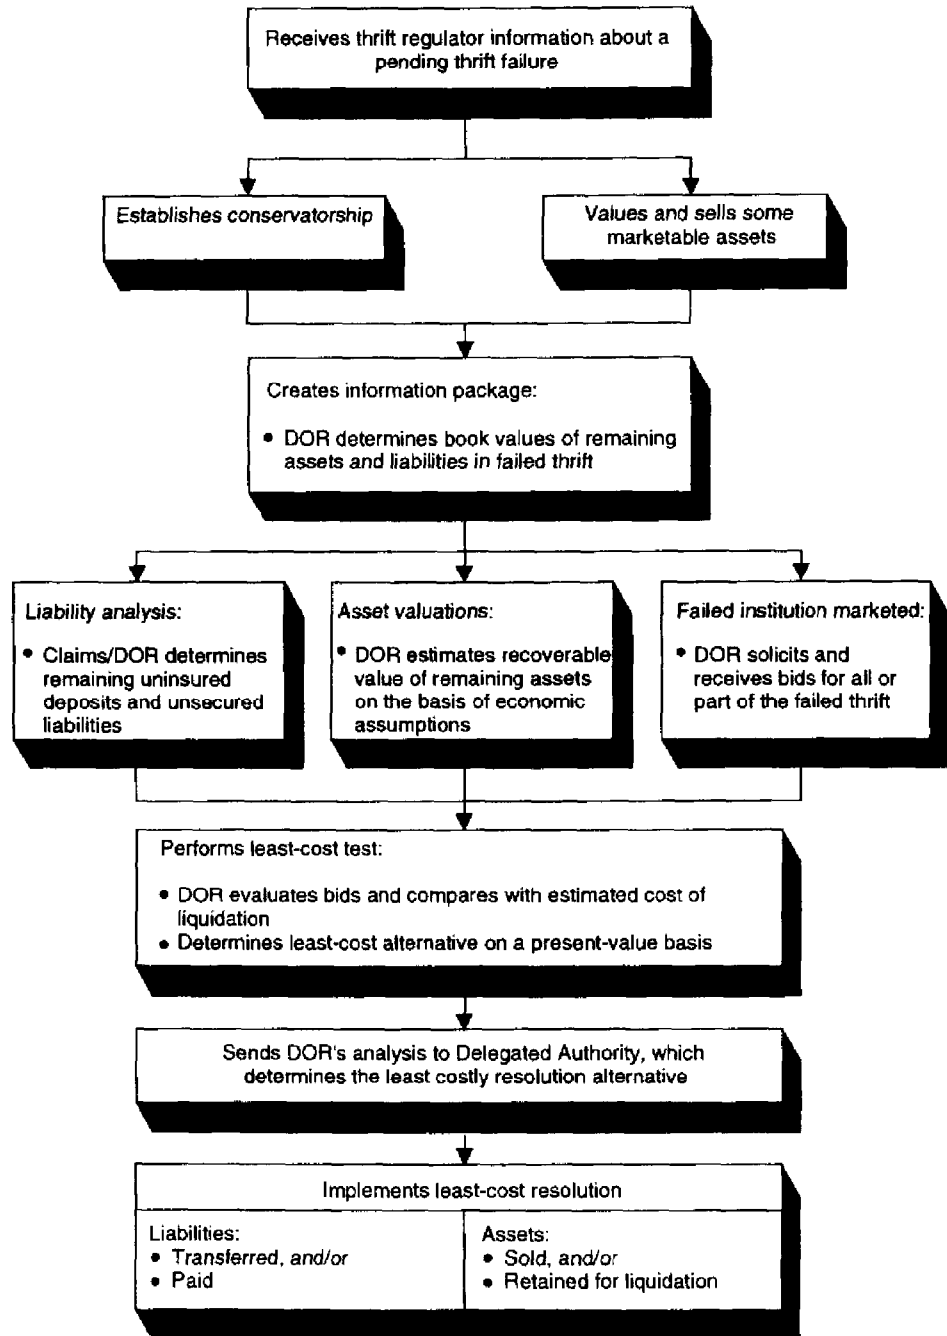 Receives thrift regulator information about a
pending thrift failure
Establishes conservatorship
Values and sells some
marketable assets
Creates information package:
• DOR determines book values of remaining
assets and liabilities in failed thrift
Liability analysis:
• Claims/DOR determines
remaining uninsured
deposits and unsecured
liabilities
Asset valuations:
• DOR estimates recoverable
value of remaining assets
on the basis of economic
assumptions
Failed institution marketed:
• DOR solicits and
receives bids for all or
part of the failed thrift
Performs least-cost test:
• DOR evaluates bids and compares with estimated cost of
liquidation
• Determines least-cost alternative on a present-value basis
Sends DOR's analysis to Delegated Authority, which
determines the least costly resolution alternative
Implements least-cost resolution
Liabilities:
• Transferred, and/or
• Paid
Assets:
• Sold, and/or
• Retained for liquidation